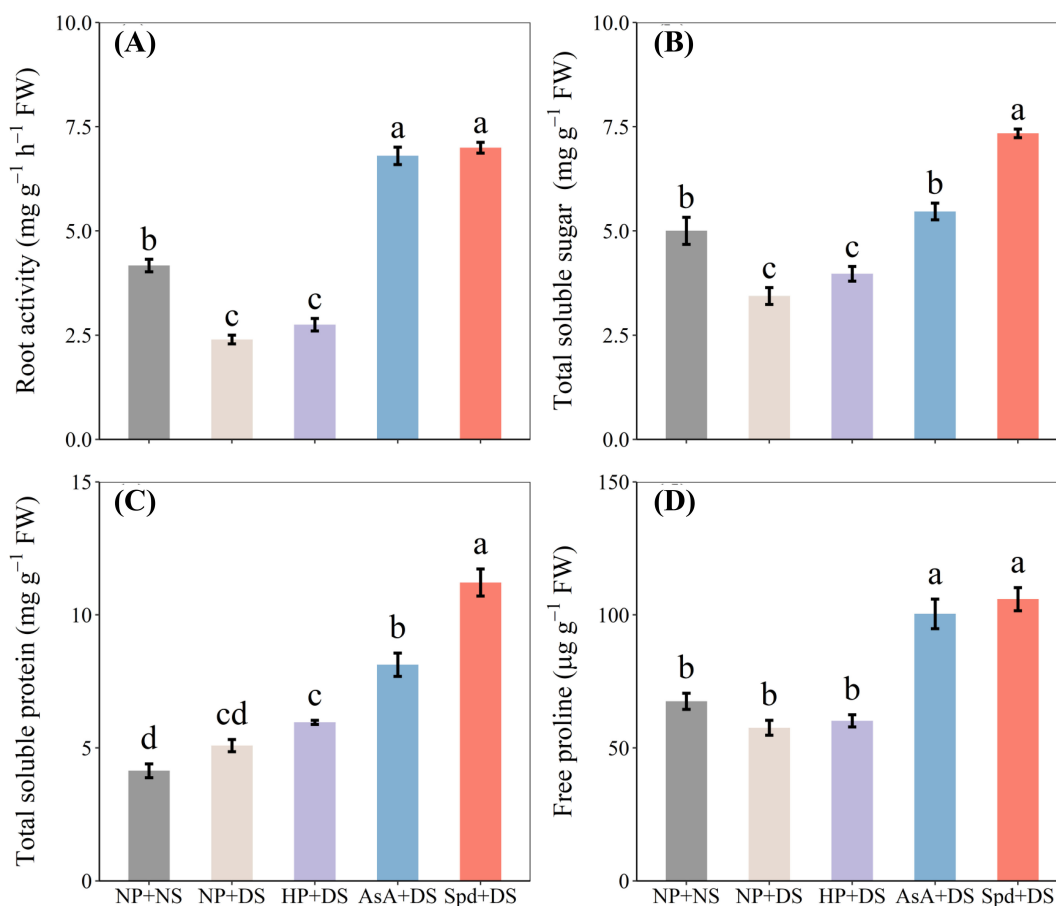 (A)
Root activity (mg g⁻¹ h⁻¹ FW)
10.0
7.5
5.0
2.5
0.0
b
c
c
a
a
(B)
Total soluble sugar (mg g⁻¹ FW)
10.0
7.5
5.0
2.5
0.0
b
c
c
b
a
(C)
Total soluble protein (mg g⁻¹ FW)
15
10
5
0
d
cd
c
b
a
NP+NS NP+DS HP+DS AsA+DS Spd+DS
(D)
Free proline (µg g⁻¹ FW)
150
100
50
0
b
b
b
a
a
NP+NS NP+DS HP+DS AsA+DS Spd+DS